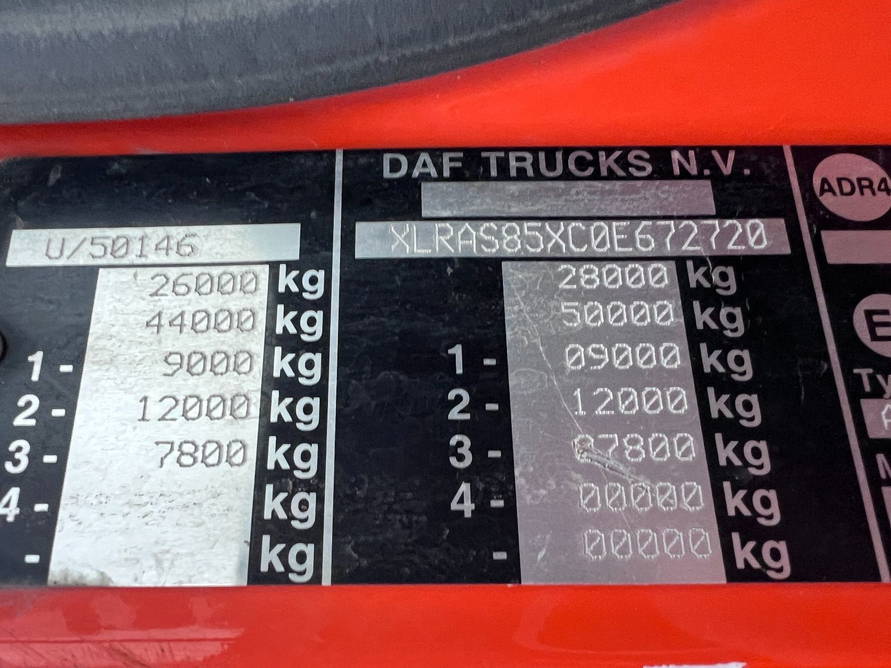 DAF TRUCKS N.V.
ADR4
U/50146
XLRAS85XC0E672720
26000 kg
28000 kg
44000 kg
50000 kg
1- 9000 kg
1- 09000 kg
2- 12000 kg
2- 12000 kg
3- 7800 kg
3- 07800 kg
4- kg
4- 00000 kg
- kg
- 00000 kg
E
Ty